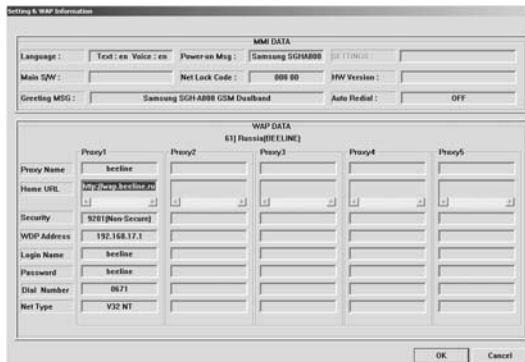 Setting & WAP Information
MMI DATA
Language : Text : en Voice : en Power-on Msg : Samsung SGHA800 SETTINGS :
Main S/W : Net Lock Code : 000 00 HW Version :
Greeting MSG : Samsung SGH-A800 GSM Dualband Auto Redial : OFF
WAP DATA
61] Russia(BEELINE)
Proxy1 Proxy2 Proxy3 Proxy4 Proxy5
Proxy Name beeline
Home URL http://wap.beeline.ru
Security 9201(Non-Secure)
WDP Address 192.168.17.1
Login Name beeline
Password beeline
Dial Number 0671
Net Type V32 NT
OK Cancel